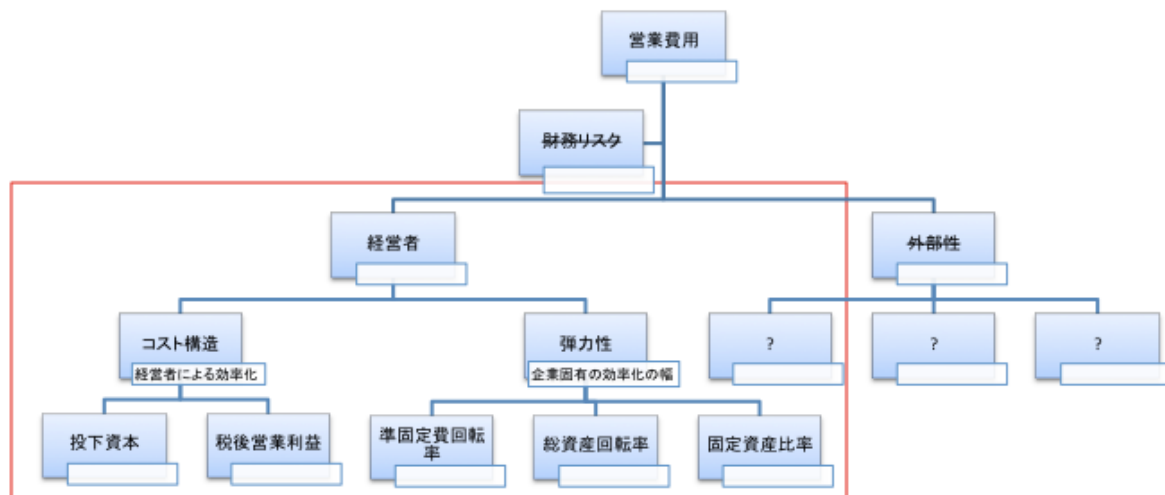 営業費用
財務リスク
経営者
外部性
コスト構造
経営者による効率化
弾力性
企業固有の効率化の幅
?
?
?
投下資本
税後営業利益
準固定費回転
率
総資産回転率
固定資産比率